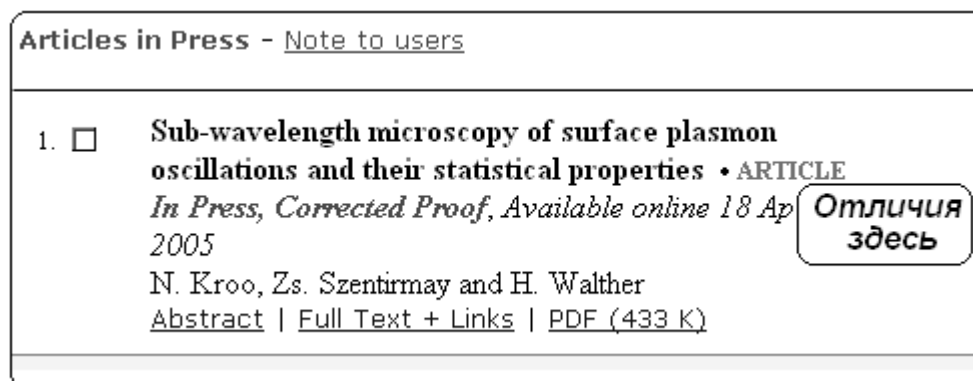 Articles in Press - Note to users
1. Sub-wavelength microscopy of surface plasmon
oscillations and their statistical properties • ARTICLE
In Press, Corrected Proof, Available online 18 Ap
2005
Отличия
здесь
N. Kroo, Zs. Szentirmay and H. Walther
Abstract | Full Text + Links | PDF (433 K)